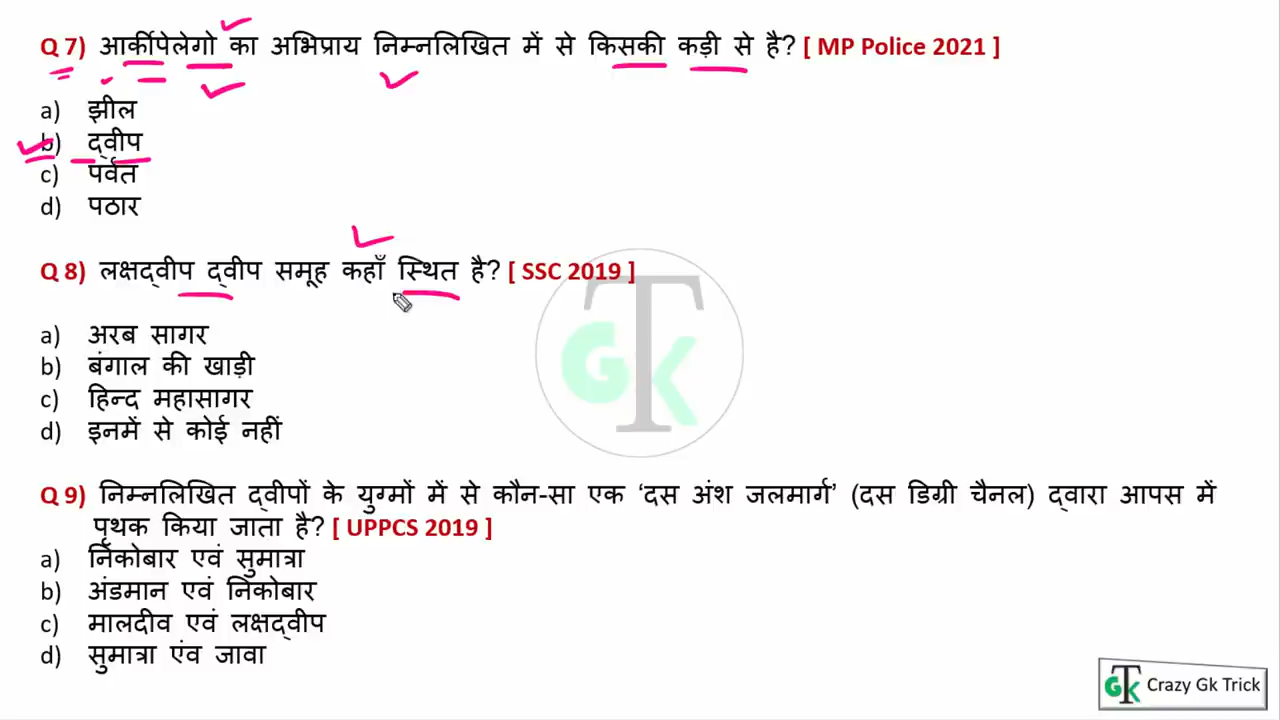 Q 7) आर्कीपेलेगो का अभिप्राय निम्नलिखित में से किसकी कड़ी से है? [ MP Police 2021 ]
a) झील
b) द्वीप
c) पर्वत
d) पठार
Q 8) लक्षद्वीप द्वीप समूह कहाँ स्थित है? [ SSC 2019 ]
a) अरब सागर
b) बंगाल की खाड़ी
c) हिन्द महासागर
d) इनमें से कोई नहीं
Q 9) निम्नलिखित द्वीपों के युग्मों में से कौन-सा एक ‘दस अंश जलमार्ग’ (दस डिग्री चैनल) द्वारा आपस में
पृथक किया जाता है? [ UPPCS 2019 ]
a) निकोबार एवं सुमात्रा
b) अंडमान एवं निकोबार
c) मालदीव एवं लक्षद्वीप
d) सुमात्रा एंव जावा
GTK
GTK Crazy Gk Trick